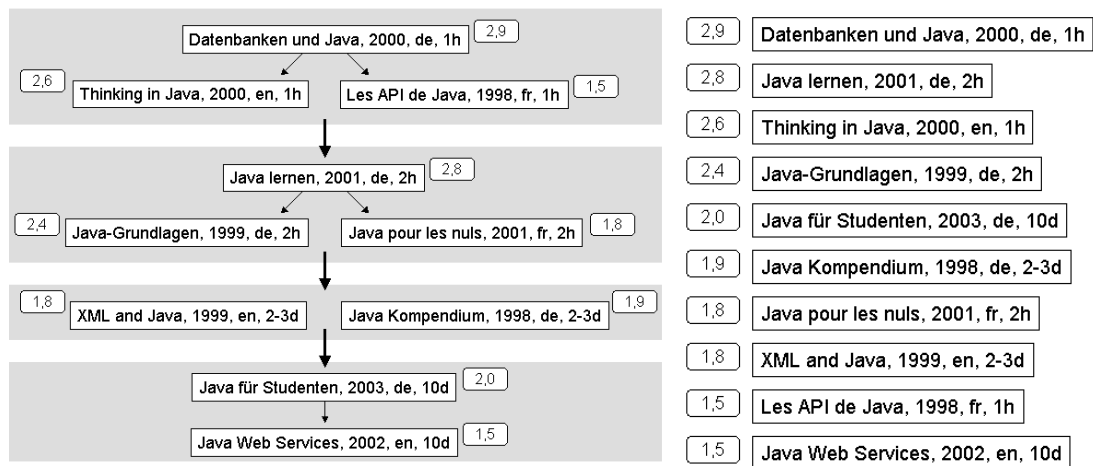 Datenbanken und Java, 2000, de, 1h 2,9
2,6 Thinking in Java, 2000, en, 1h
Les API de Java, 1998, fr, 1h 1,5
Java lernen, 2001, de, 2h 2,8
2,4 Java-Grundlagen, 1999, de, 2h
Java pour les nuls, 2001, fr, 2h 1,8
1,8 XML and Java, 1999, en, 2-3d
Java Kompendium, 1998, de, 2-3d 1,9
Java für Studenten, 2003, de, 10d 2,0
Java Web Services, 2002, en, 10d 1,5
2,9 Datenbanken und Java, 2000, de, 1h
2,8 Java lernen, 2001, de, 2h
2,6 Thinking in Java, 2000, en, 1h
2,4 Java-Grundlagen, 1999, de, 2h
2,0 Java für Studenten, 2003, de, 10d
1,9 Java Kompendium, 1998, de, 2-3d
1,8 Java pour les nuls, 2001, fr, 2h
1,8 XML and Java, 1999, en, 2-3d
1,5 Les API de Java, 1998, fr, 1h
1,5 Java Web Services, 2002, en, 10d